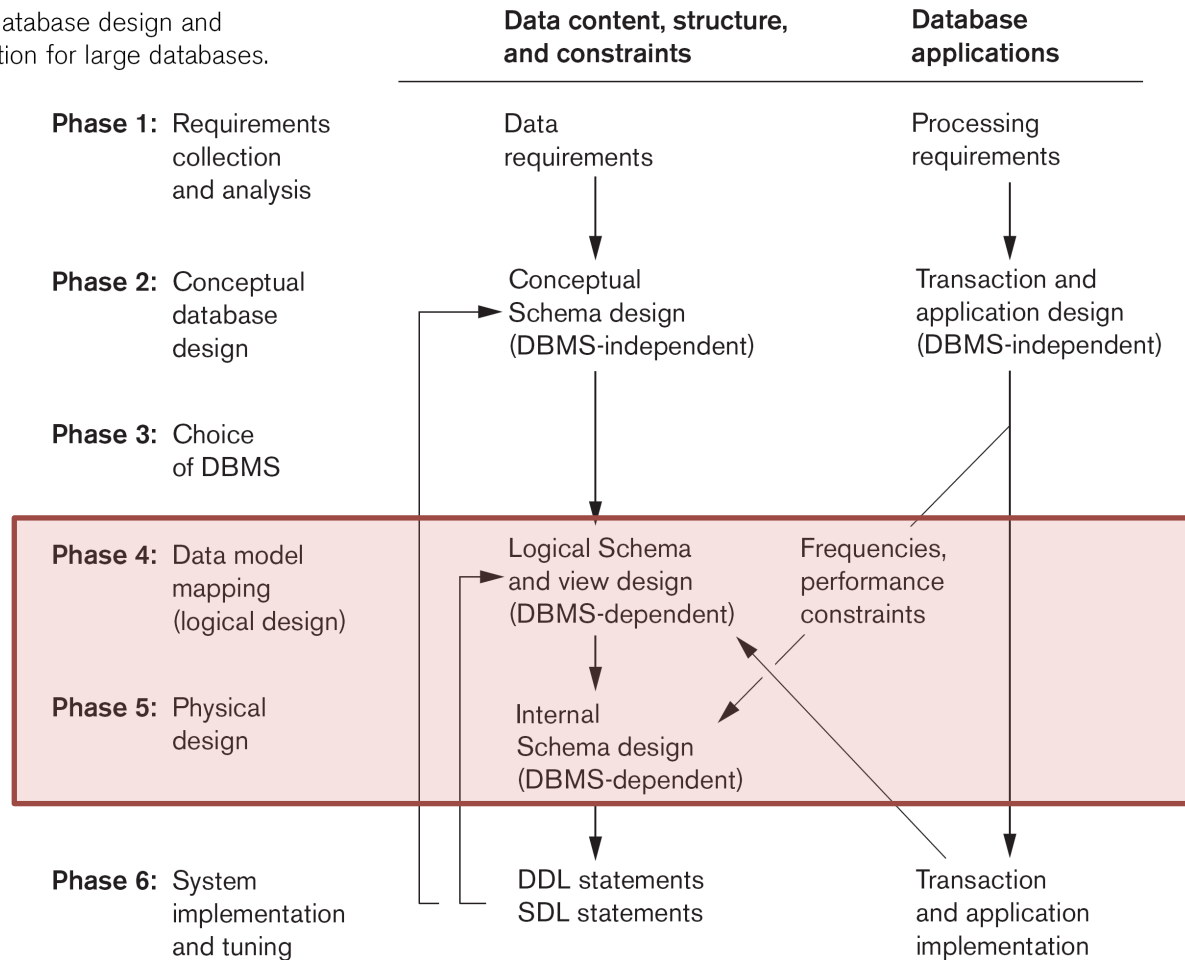 atabase design and
tion for large databases.
Data content, structure,
and constraints
Database
applications
Phase 1: Requirements
collection
and analysis
Data
requirements
Processing
requirements
Phase 2: Conceptual
database
design
Conceptual
Schema design
(DBMS-independent)
Transaction and
application design
(DBMS-independent)
Phase 3: Choice
of DBMS
Phase 4: Data model
mapping
(logical design)
Logical Schema
and view design
(DBMS-dependent)
Frequencies,
performance
constraints
Phase 5: Physical
design
Internal
Schema design
(DBMS-dependent)
Phase 6: System
implementation
and tuning
DDL statements
SDL statements
Transaction
and application
implementation